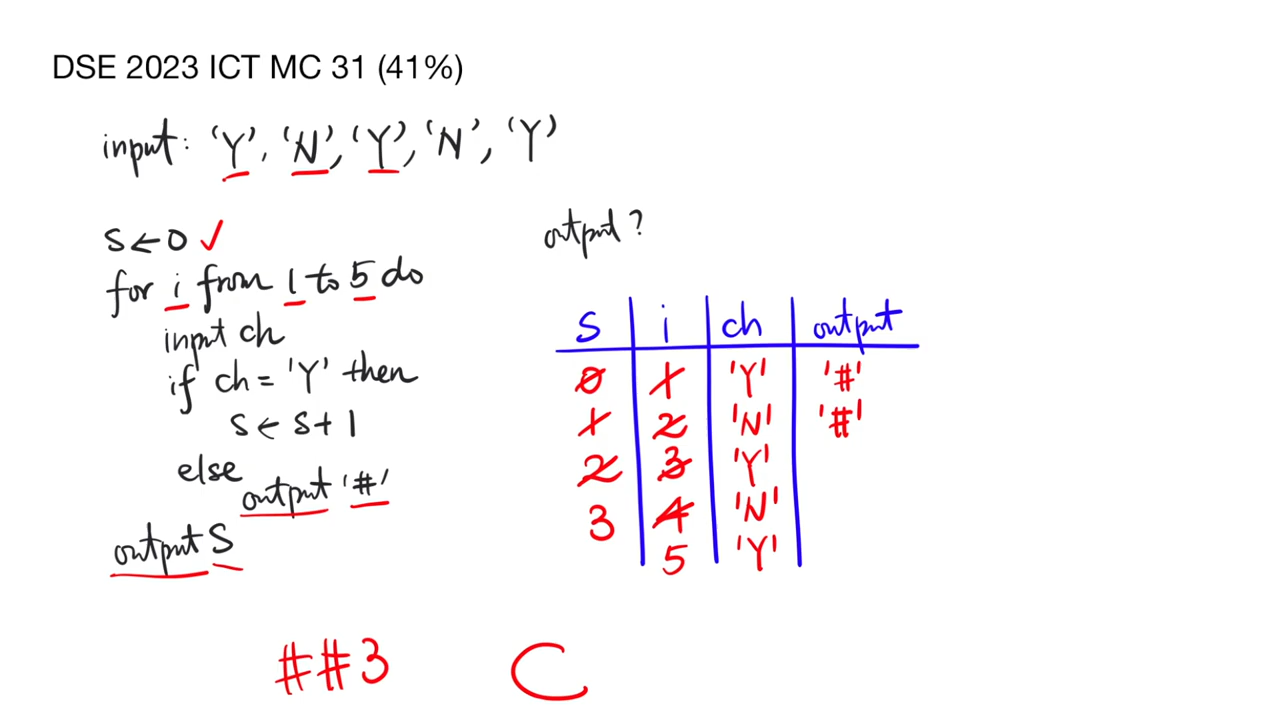 DSE 2023 ICT MC 31 (41%)
input: 'Y', 'N', 'Y', 'N', 'Y'
S ← 0 ✓
for i from 1 to 5 do
input ch
if ch = 'Y' then
S ← S + 1
else
output '#'
output S
output?
S i ch output
0 1 'Y' '#'
1 2 'N' '#'
2 3 'Y'
3 4 'N'
5 'Y'
##3 C